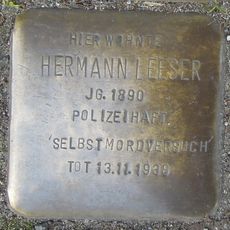 HIER WOHNTE
HERMANN LEESER
JG. 1890
POLIZEIHAFT
'SELBSTMORDVERSUCH'
TOT 13.11.1938